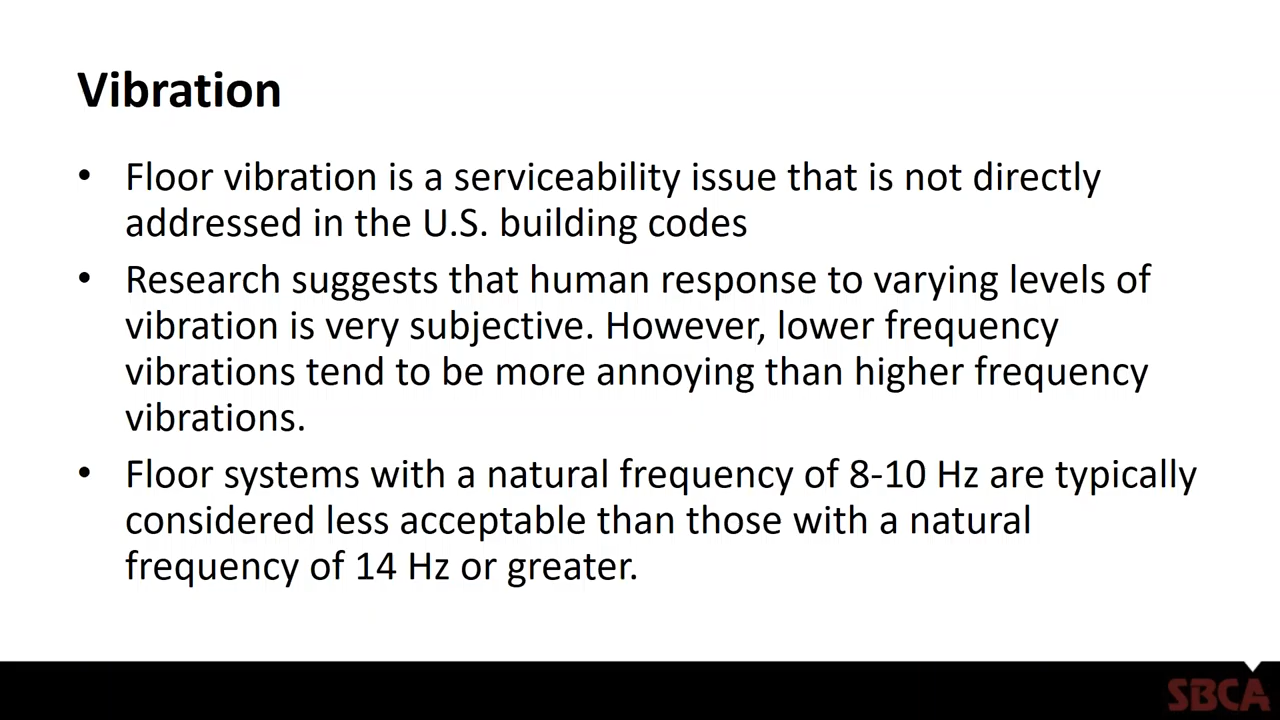 Vibration
• Floor vibration is a serviceability issue that is not directly
addressed in the U.S. building codes
• Research suggests that human response to varying levels of
vibration is very subjective. However, lower frequency
vibrations tend to be more annoying than higher frequency
vibrations.
• Floor systems with a natural frequency of 8-10 Hz are typically
considered less acceptable than those with a natural
frequency of 14 Hz or greater.
SBCA